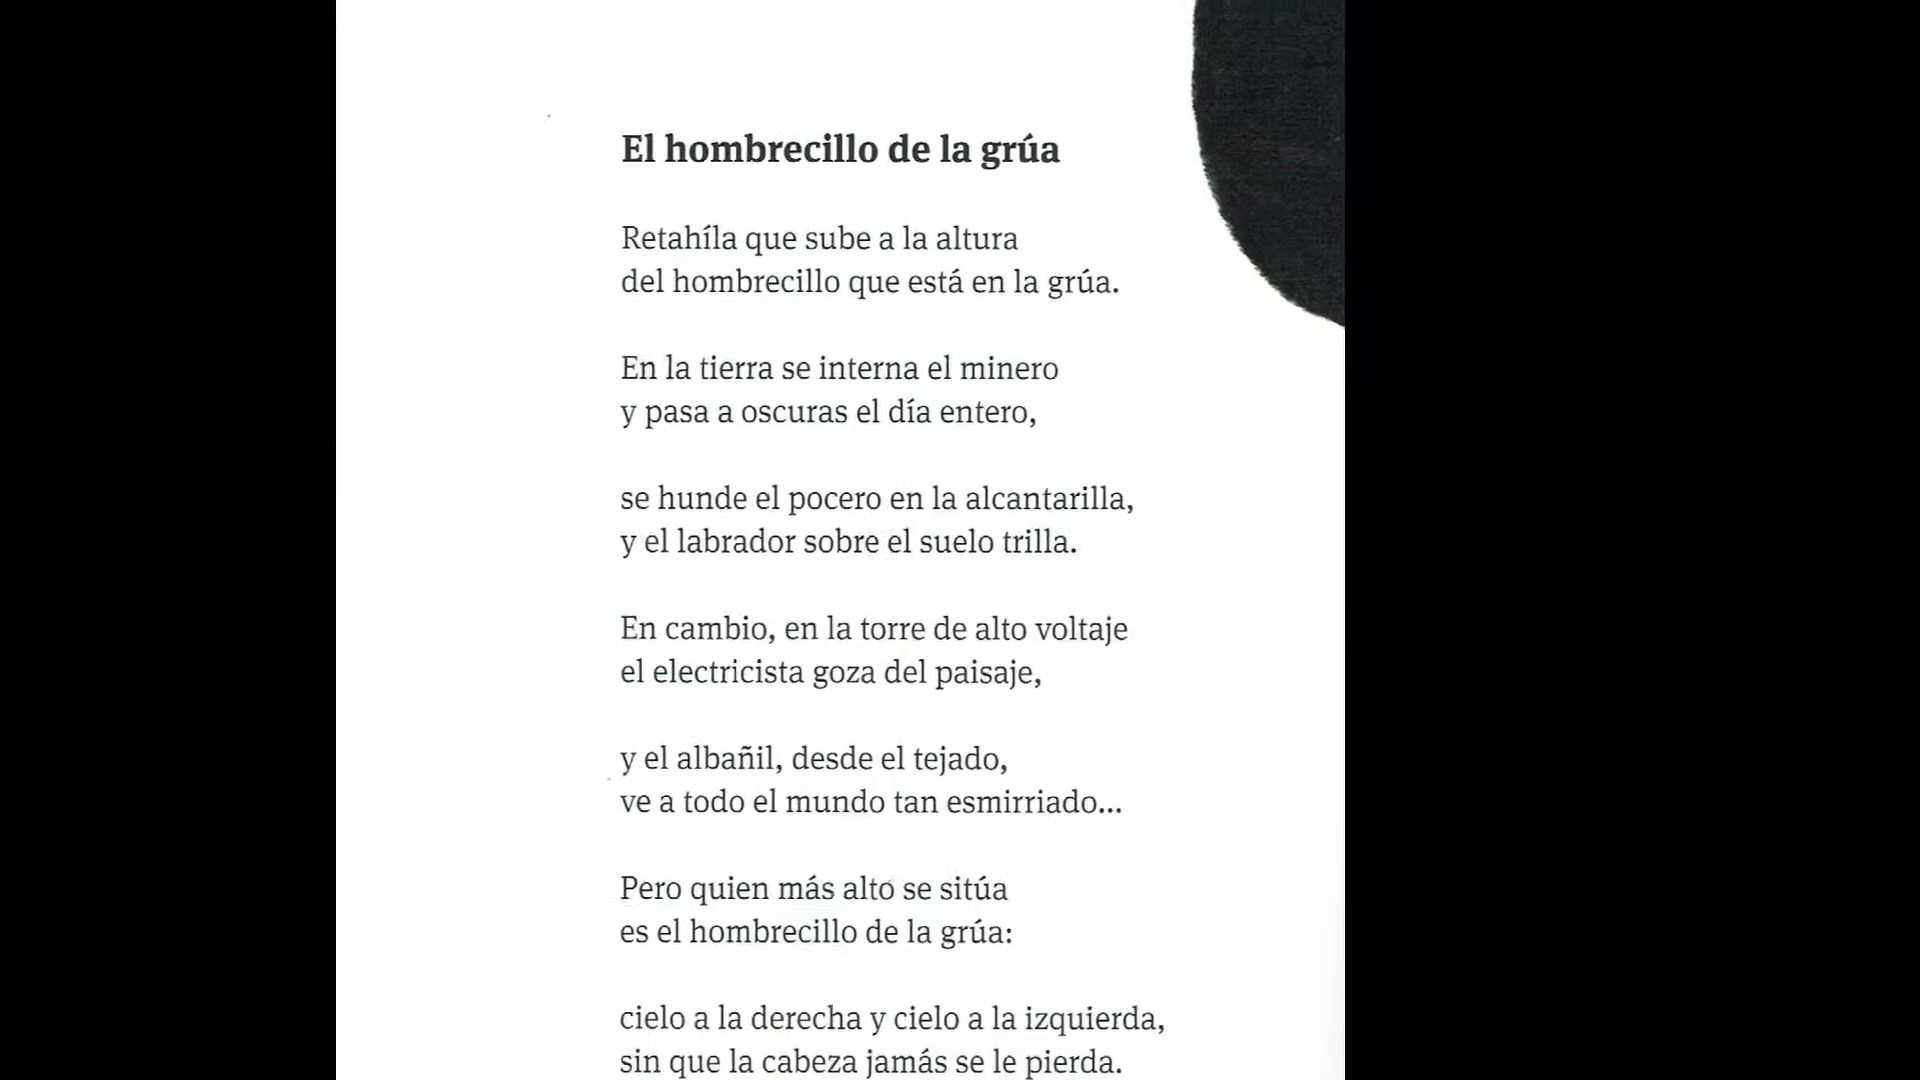 El hombrecillo de la grúa
Retahíla que sube a la altura
del hombrecillo que está en la grúa.
En la tierra se interna el minero
y pasa a oscuras el día entero,
se hunde el pocero en la alcantarilla,
y el labrador sobre el suelo trilla.
En cambio, en la torre de alto voltaje
el electricista goza del paisaje,
y el albañil, desde el tejado,
ve a todo el mundo tan esmirriado...
Pero quien más alto se sitúa
es el hombrecillo de la grúa:
cielo a la derecha y cielo a la izquierda,
sin que la cabeza jamás se le pierda.